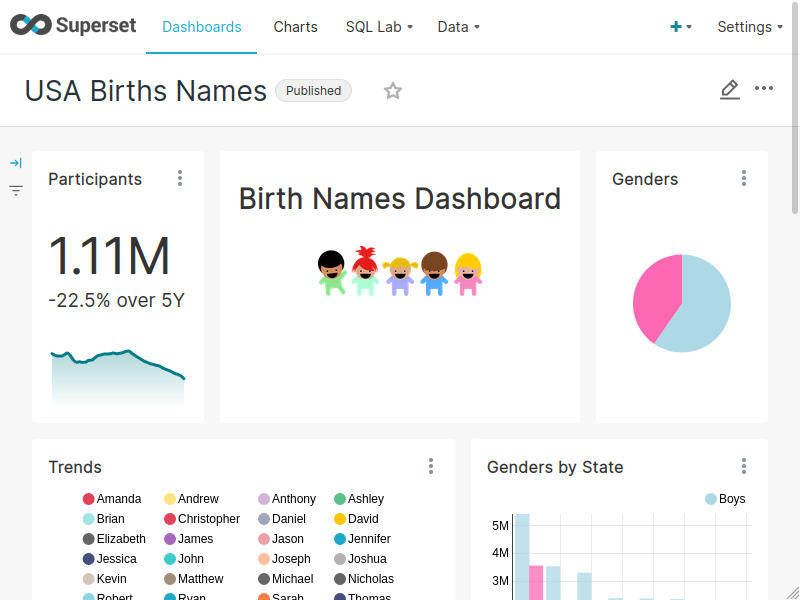 Superset
Dashboards
Charts
SQL Lab
Data
Settings
USA Births Names
Published
Participants
1.11M
-22.5% over 5Y
Birth Names Dashboard
Genders
Trends
Amanda Andrew Anthony Ashley
Brian Christopher Daniel David
Elizabeth James Jason Jennifer
Jessica John Joseph Joshua
Kevin Matthew Michael Nicholas
Robert Ryan Sarah Thomas
Genders by State
Boys
5M
4M
3M